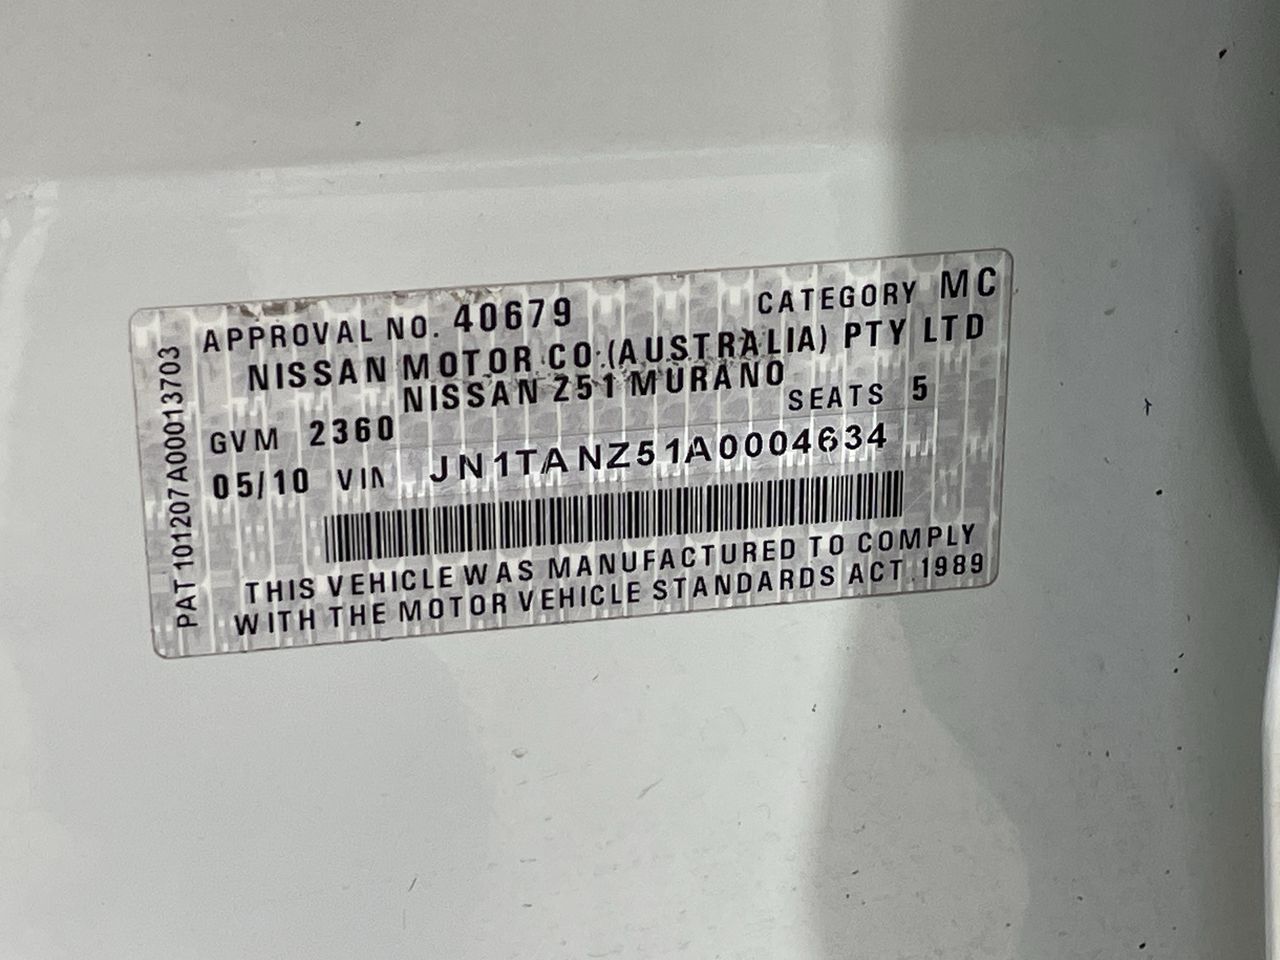 APPROVAL NO. 40679 CATEGORY MC
NISSAN MOTOR CO.(AUSTRALIA) PTY LTD
NISSAN Z51 MURANO
GVM 2360 SEATS 5
05/10 VIN JN1TANZ51A0004634
THIS VEHICLE WAS MANUFACTURED TO COMPLY
WITH THE MOTOR VEHICLE STANDARDS ACT 1989
PAT 101207A00013703